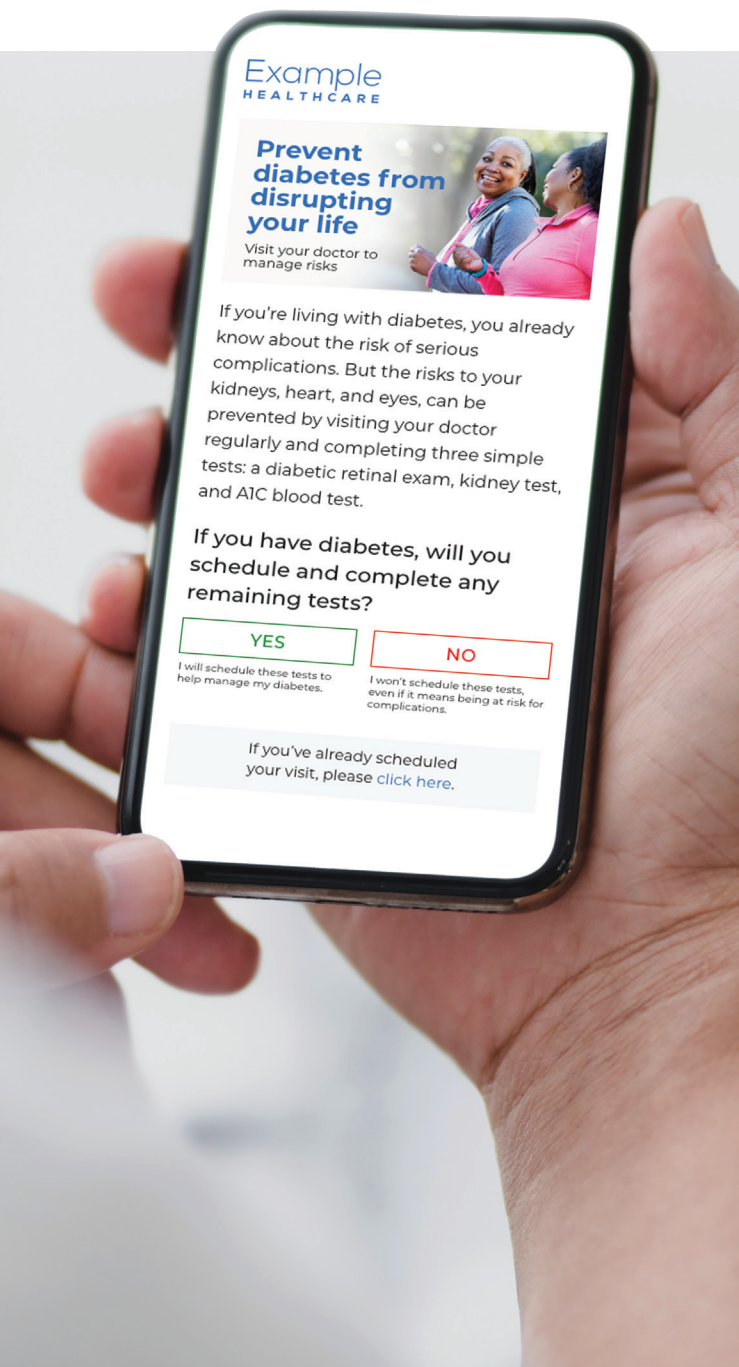 Example
HEALTHCARE
Prevent
diabetes from
disrupting
your life
Visit your doctor to
manage risks
If you're living with diabetes, you already
know about the risk of serious
complications. But the risks to your
kidneys, heart, and eyes, can be
prevented by visiting your doctor
regularly and completing three simple
tests: a diabetic retinal exam, kidney test,
and A1C blood test.
If you have diabetes, will you
schedule and complete any
remaining tests?
YES
I will schedule these tests to
help manage my diabetes.
NO
I won't schedule these tests,
even if it means being at risk for
complications.
If you've already scheduled
your visit, please click here.